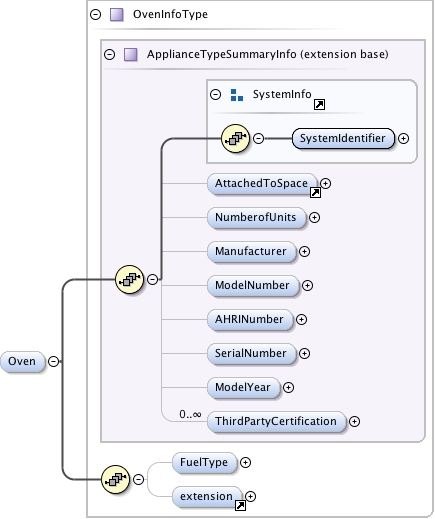 OvenInfoType
ApplianceTypeSummaryInfo (extension base)
SystemInfo
SystemIdentifier
AttachedToSpace
NumberofUnits
Manufacturer
ModelNumber
AHRINumber
SerialNumber
ModelYear
0..∞
ThirdPartyCertification
Oven
FuelType
extension